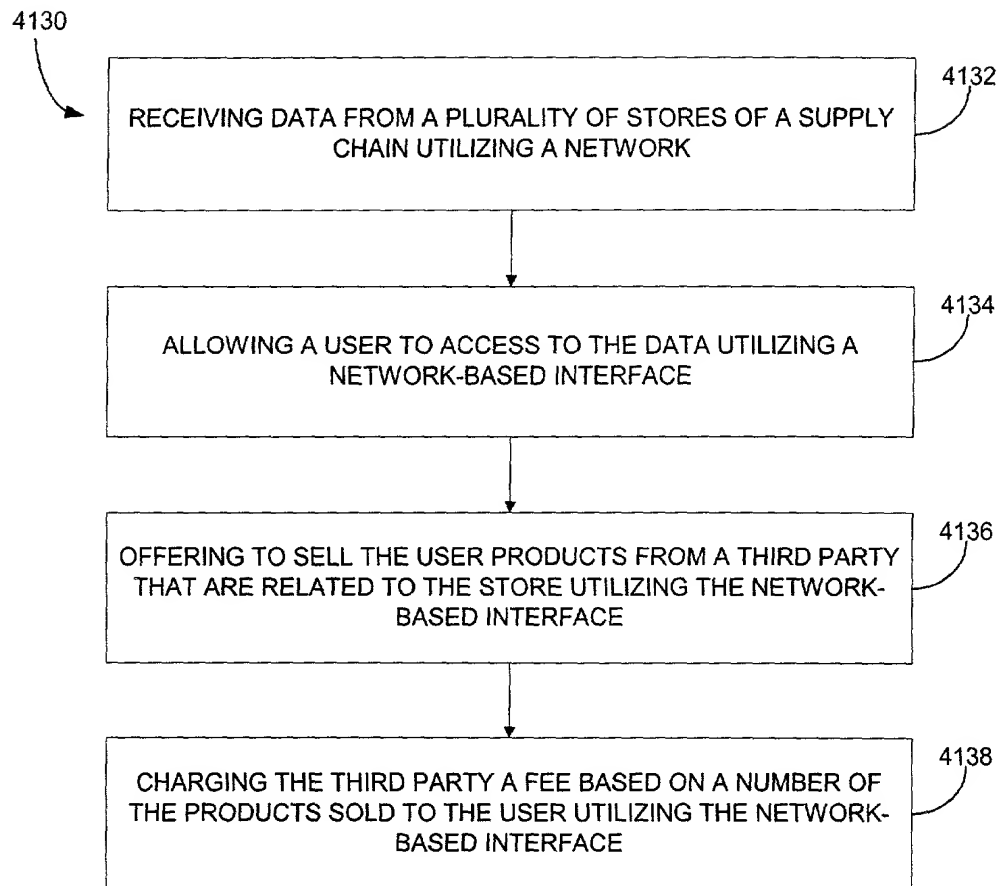 4130
4132
RECEIVING DATA FROM A PLURALITY OF STORES OF A SUPPLY
CHAIN UTILIZING A NETWORK
4134
ALLOWING A USER TO ACCESS TO THE DATA UTILIZING A
NETWORK-BASED INTERFACE
4136
OFFERING TO SELL THE USER PRODUCTS FROM A THIRD PARTY
THAT ARE RELATED TO THE STORE UTILIZING THE NETWORK-
BASED INTERFACE
4138
CHARGING THE THIRD PARTY A FEE BASED ON A NUMBER OF
THE PRODUCTS SOLD TO THE USER UTILIZING THE NETWORK-
BASED INTERFACE